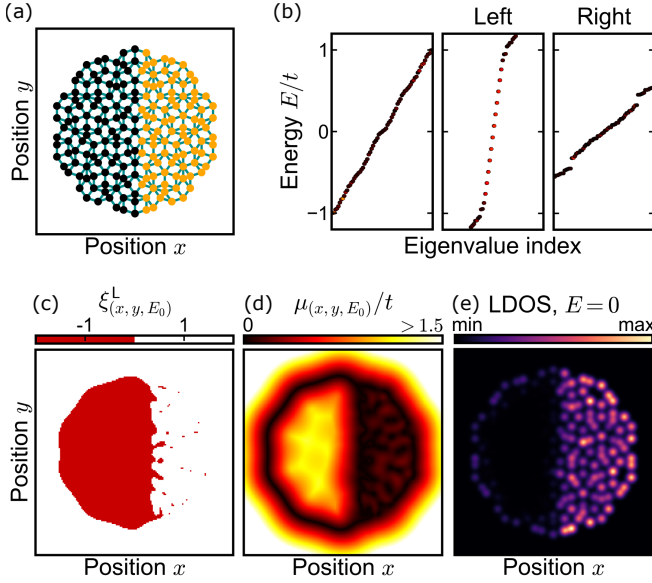 (a)
Position y
Position x
(b)
Left
Right
Energy E/t
1
0
−1
Eigenvalue index
(c)
ξ^L_(x, y, E_0)
-1
1
Position y
Position x
(d)
μ_(x, y, E_0)/t
0
>1.5
Position x
(e) LDOS, E=0
min
max
Position x